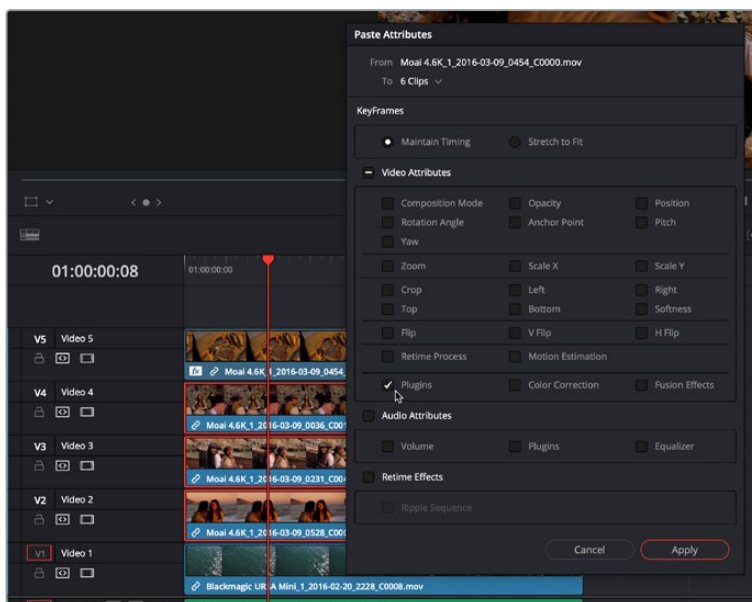 Paste Attributes
From Moai 4.6K_1_2016-03-09_0454_C0000.mov
To 6 Clips
KeyFrames
Maintain Timing Stretch to Fit
Video Attributes
Composition Mode Opacity Position
Rotation Angle Anchor Point Pitch
Yaw
Zoom Scale X Scale Y
Crop Left Right
Top Bottom Softness
Flip V Flip H Flip
Retime Process Motion Estimation
Plugins Color Correction Fusion Effects
Audio Attributes
Volume Plugins Equalizer
Retime Effects
Ripple Sequence
Cancel Apply
01:00:00:08 01:00:00:00
V5 Video 5
fx Moai 4.6K_1_2016-03-09_0454_
V4 Video 4
Moai 4.6K_1_2016-03-09_0036_C00
V3 Video 3
Moai 4.6K_1_2016-03-09_0231_C00
V2 Video 2
Moai 4.6K_1_2016-03-09_0528_C00
V1 Video 1
Blackmagic URSA Mini_1_2016-02-20_2228_C0008.mov